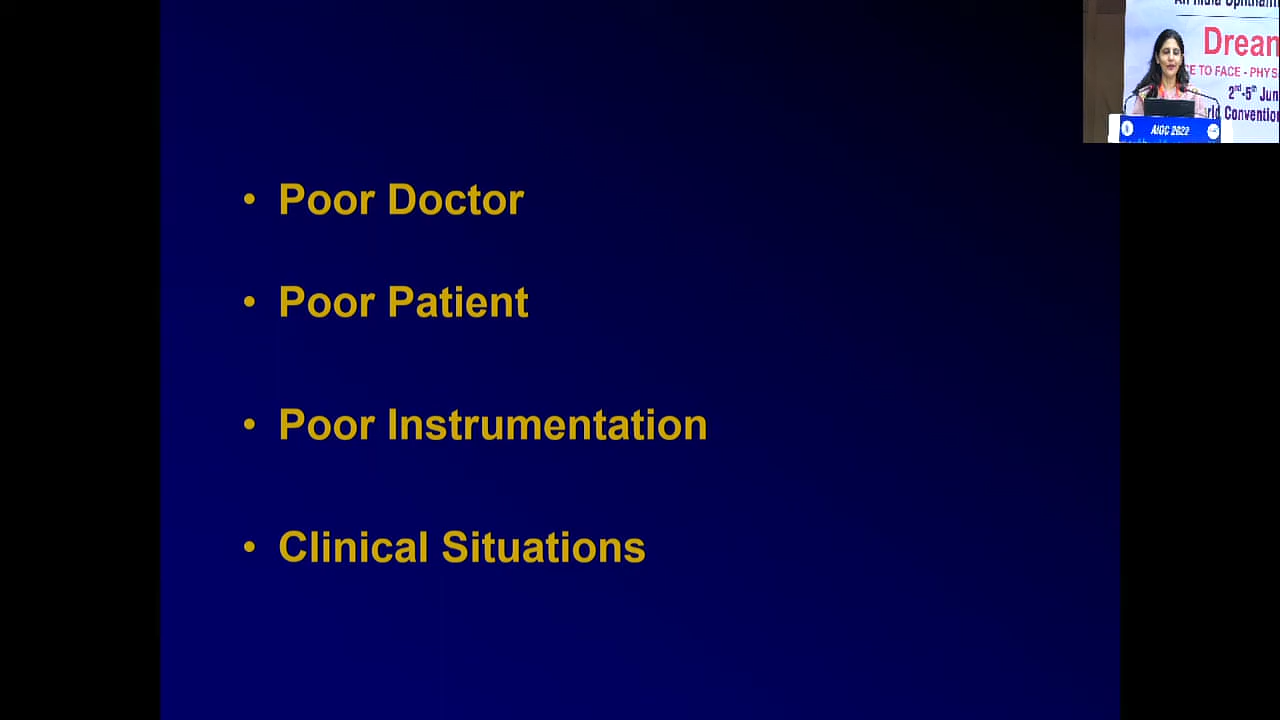 Poor Doctor
Poor Patient
Poor Instrumentation
Clinical Situations
Drean
E TO FACE - PHYS
2nd-5th Jun
rld Convention
AIOC 2022